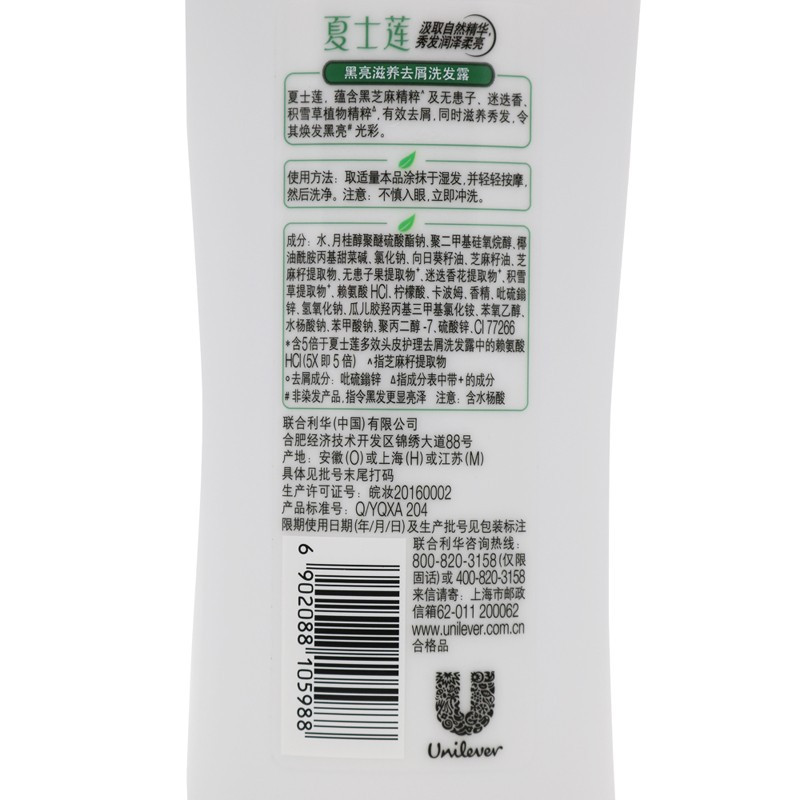 夏士莲
汲取自然精华,
秀发润泽柔亮
黑亮滋养去屑洗发露
夏士莲，蕴含黑芝麻精粹^及无患子、迷迭香,
积雪草植物精粹△,有效去屑,同时滋养秀发,令
其焕发黑亮#光彩。
使用方法：取适量本品涂抹于湿发,并轻轻按摩,
然后洗净。注意：不慎入眼,立即冲洗。
成分：水、月桂醇聚醚硫酸酯钠、聚二甲基硅氧烷醇、椰
油酰胺丙基甜菜碱、氯化钠、向日葵籽油、芝麻籽油、芝
麻籽提取物、无患子果提取物+、迷迭香花提取物+、积雪
草提取物+、赖氨酸HCl、柠檬酸、卡波姆、香精、吡硫鎓
锌、氢氧化钠、瓜儿胶羟丙基三甲基氯化铵、苯氧乙醇、
水杨酸钠、苯甲酸钠、聚丙二醇-7、硫酸锌、CI 77266
*含5倍于夏士莲多效头皮护理去屑洗发露中的赖氨酸
HCl(5X即5倍) ^指芝麻籽提取物
○去屑成分：吡硫鎓锌 △指成分表中带+的成分
#非染发产品,指令黑发更显亮泽 注意：含水杨酸
联合利华(中国)有限公司
合肥经济技术开发区锦绣大道88号
产地：安徽(O)或上海(H)或江苏(M)
具体见批号末尾打码
生产许可证号：皖妆20160002
产品标准号：Q/YQXA 204
限期使用日期(年/月/日)及生产批号见包装标注
联合利华咨询热线：
800-820-3158(仅限
固话)或 400-820-3158
来信请寄：上海市邮政
信箱62-011 200062
www.unilever.com.cn
合格品
6 902088 105988
Unilever